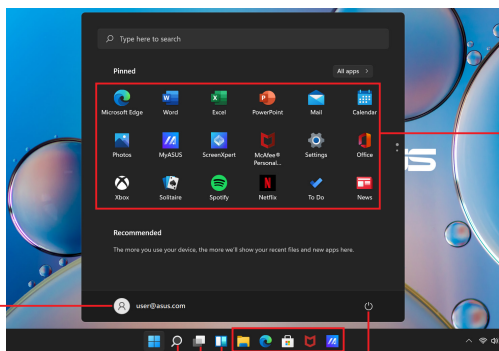 Type here to search
Pinned
All apps >
Microsoft Edge
Word
Excel
PowerPoint
Mail
Calendar
Photos
MyASUS
ScreenXpert
McAfee®
Personal...
Settings
Office
Xbox
Solitaire
Spotify
Netflix
To Do
News
Recommended
The more you use your device, the more we'll show your recent files and new apps here.
user@asus.com